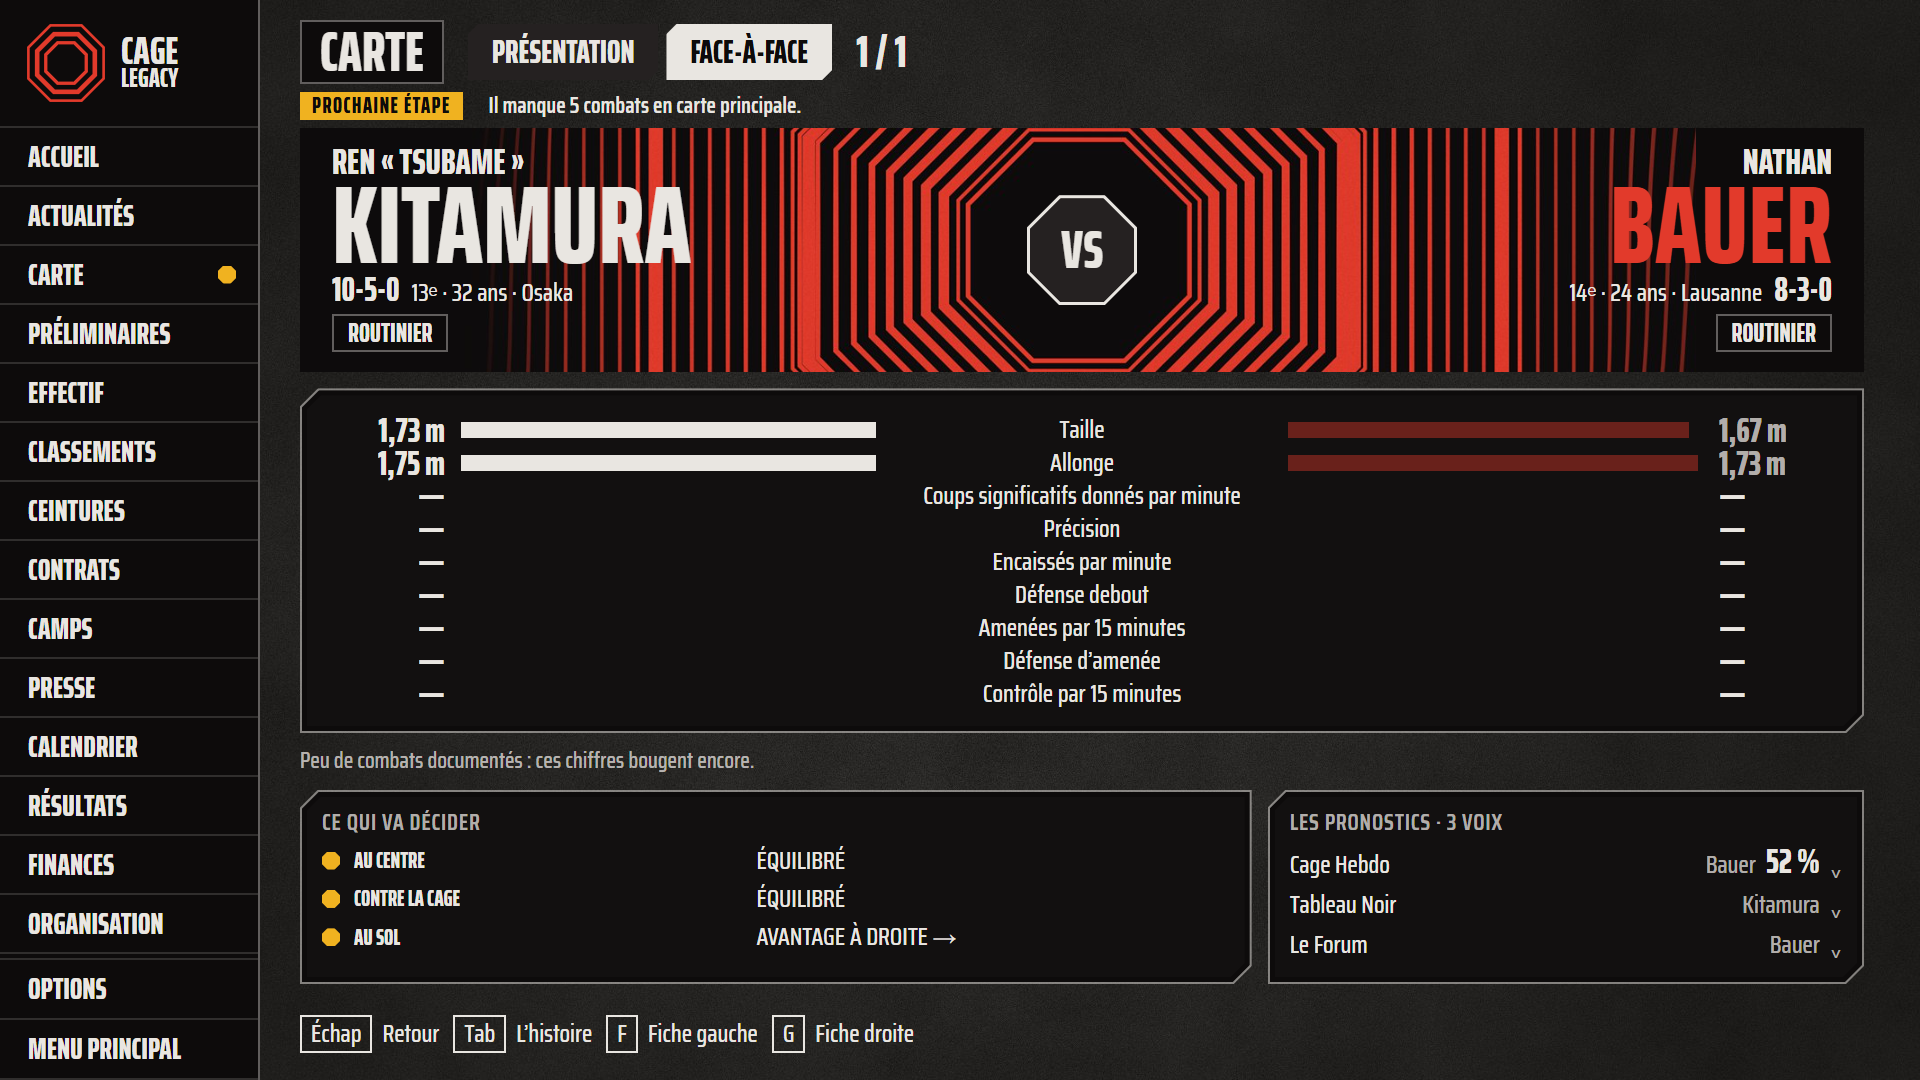 CAGE
LEGACY
ACCUEIL
ACTUALITÉS
CARTE
PRÉLIMINAIRES
EFFECTIF
CLASSEMENTS
CEINTURES
CONTRATS
CAMPS
PRESSE
CALENDRIER
RÉSULTATS
FINANCES
ORGANISATION
OPTIONS
MENU PRINCIPAL
CARTE PRÉSENTATION FACE-À-FACE 1 / 1
PROCHAINE ÉTAPE Il manque 5 combats en carte principale.
REN « TSUBAME »
KITAMURA
10-5-0 13e · 32 ans · Osaka
ROUTINIER
VS
NATHAN
BAUER
14e · 24 ans · Lausanne 8-3-0
ROUTINIER
1,73 m Taille 1,67 m
1,75 m Allonge 1,73 m
— Coups significatifs donnés par minute —
— Précision —
— Encaissés par minute —
— Défense debout —
— Amenées par 15 minutes —
— Défense d’amenée —
— Contrôle par 15 minutes —
Peu de combats documentés : ces chiffres bougent encore.
CE QUI VA DÉCIDER
AU CENTRE ÉQUILIBRÉ
CONTRE LA CAGE ÉQUILIBRÉ
AU SOL AVANTAGE À DROITE →
LES PRONOSTICS · 3 VOIX
Cage Hebdo Bauer 52 % v
Tableau Noir Kitamura v
Le Forum Bauer v
Échap Retour Tab L’histoire F Fiche gauche G Fiche droite